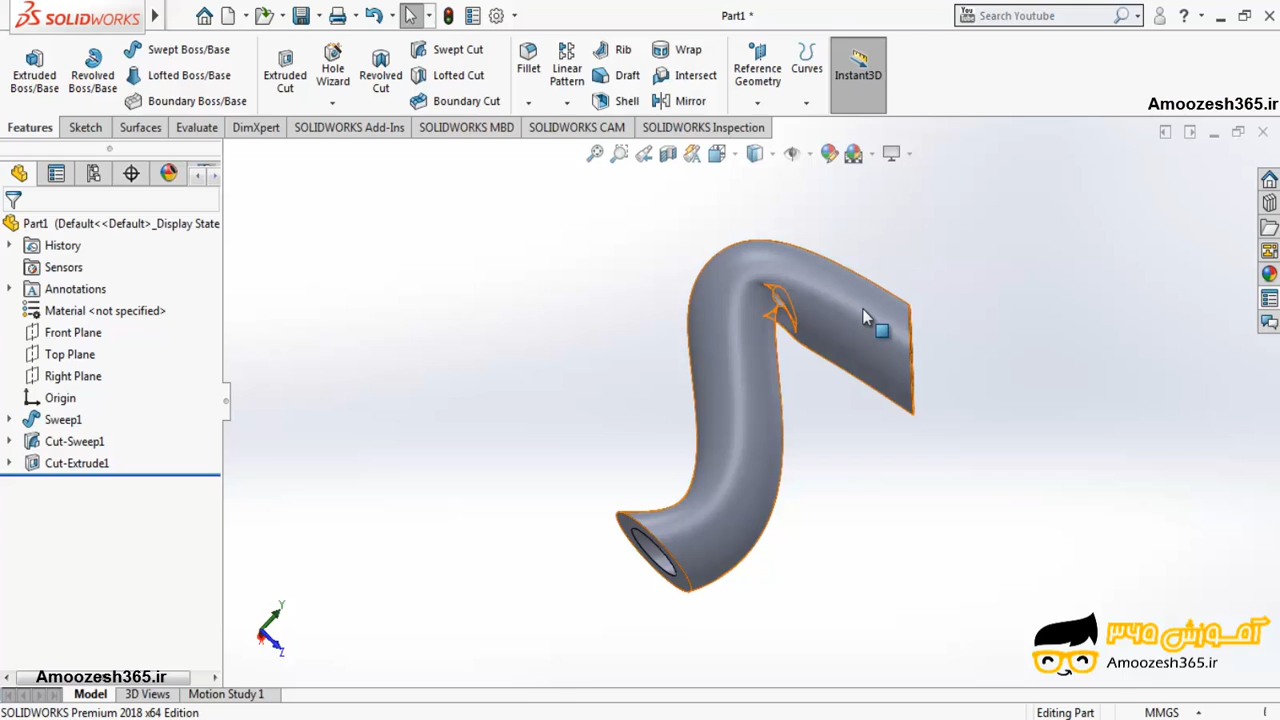 SOLIDWORKS
Part1 *
Search Youtube
Extruded Boss/Base
Revolved Boss/Base
Swept Boss/Base
Lofted Boss/Base
Boundary Boss/Base
Extruded Cut
Hole Wizard
Revolved Cut
Swept Cut
Lofted Cut
Boundary Cut
Fillet
Linear Pattern
Rib
Draft
Shell
Wrap
Intersect
Mirror
Reference Geometry
Curves
Instant3D
Amoozesh365.ir
Features
Sketch
Surfaces
Evaluate
DimXpert
SOLIDWORKS Add-Ins
SOLIDWORKS MBD
SOLIDWORKS CAM
SOLIDWORKS Inspection
Part1 (Default<<Default>_Display State
History
Sensors
Annotations
Material <not specified>
Front Plane
Top Plane
Right Plane
Origin
Sweep1
Cut-Sweep1
Cut-Extrude1
Y
X
Z
آمـوزش ۳۶۵
Amoozesh365.ir
Amoozesh365.ir
Model
3D Views
Motion Study 1
SOLIDWORKS Premium 2018 x64 Edition
Editing Part
MMGS